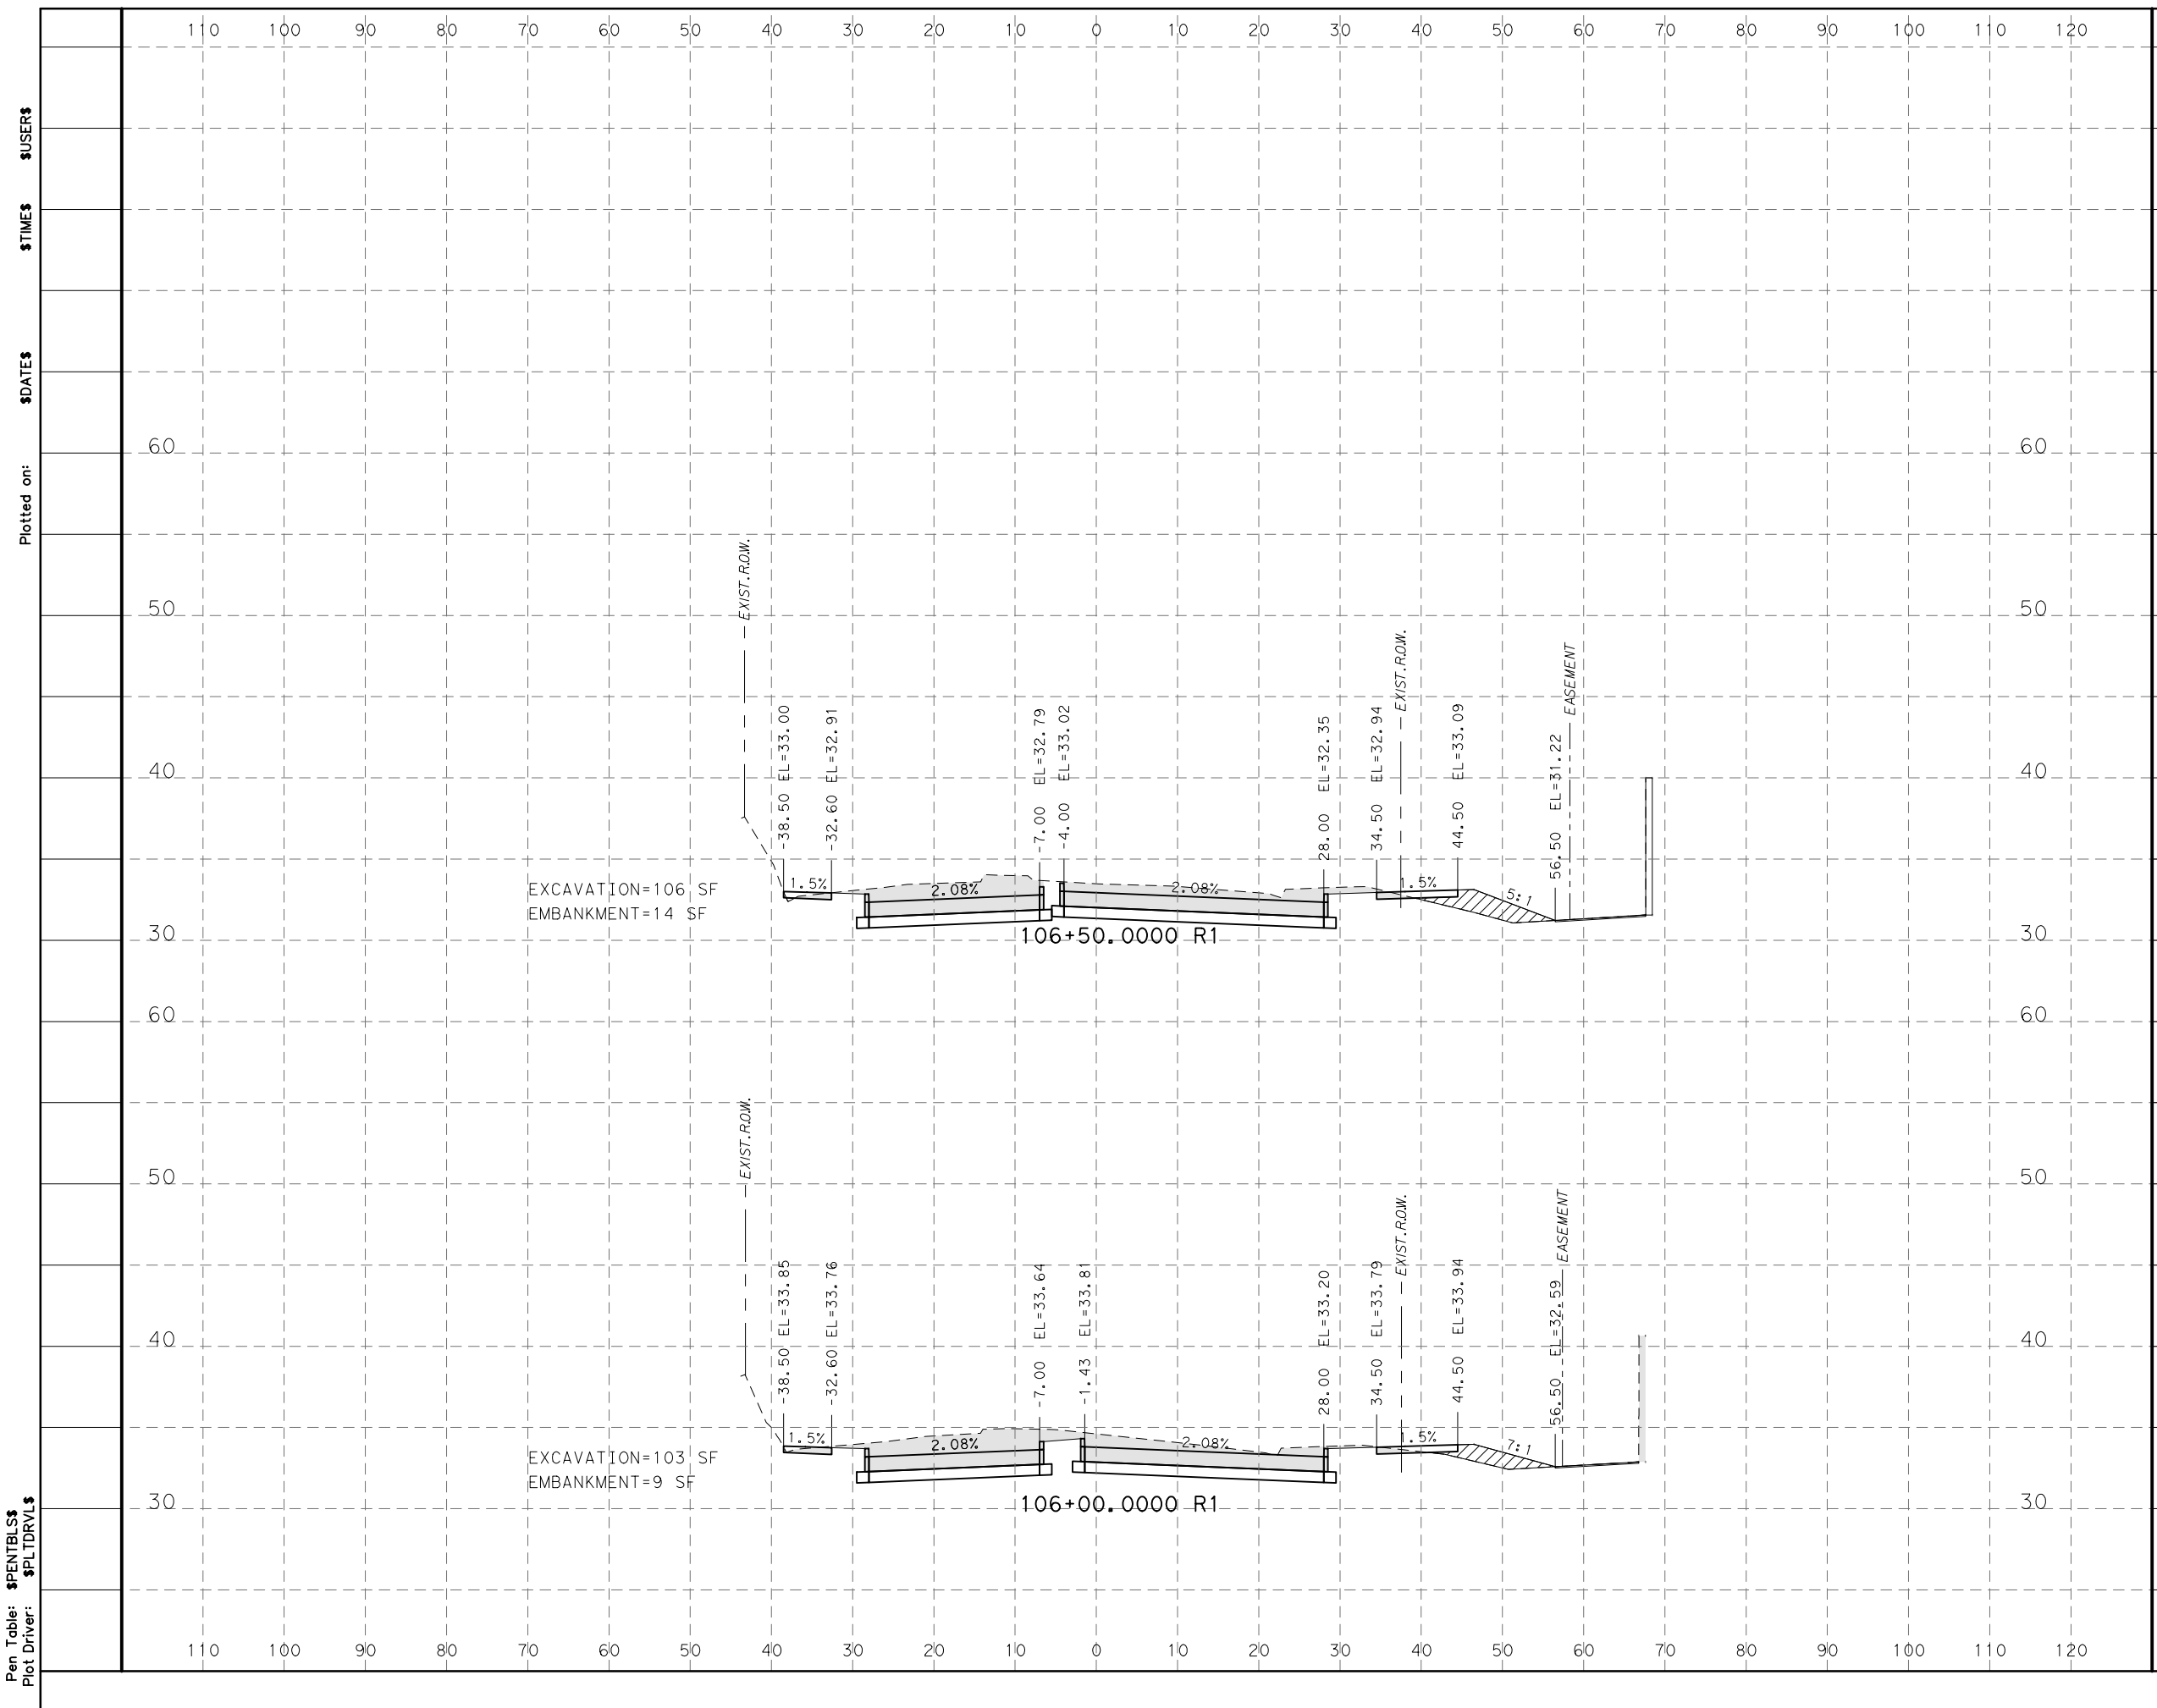 110 100 90 80 70 60 50 40 30 20 10 0 10 20 30 40 50 60 70 80 90 100 110 120
$USER$
$TIME$
$DATE$
Plotted on:
Pen Table: $PENTBLS$
Plot Driver: $PLTDRVL$
60 60
50 50
40 40
30 30
EXIST.R.O.W.
-38.50 EL=33.00
-32.60 EL=32.91
-7.00 EL=32.79
-4.00 EL=33.02
28.00 EL=32.35
34.50 EL=32.94
EXIST.R.O.W.
44.50 EL=33.09
56.50 EL=31.22
EASEMENT
1.5% 2.08% 2.08% 1.5% 5:1
EXCAVATION=106 SF
EMBANKMENT=14 SF
106+50.0000 R1
60 60
50 50
40 40
30 30
EXIST.R.O.W.
-38.50 EL=33.85
-32.60 EL=33.76
-7.00 EL=33.64
-1.43 EL=33.81
28.00 EL=33.20
34.50 EL=33.79
EXIST.R.O.W.
44.50 EL=33.94
56.50 EL=32.59
EASEMENT
1.5% 2.08% 2.08% 1.5% 7:1
EXCAVATION=103 SF
EMBANKMENT=9 SF
106+00.0000 R1
110 100 90 80 70 60 50 40 30 20 10 0 10 20 30 40 50 60 70 80 90 100 110 120